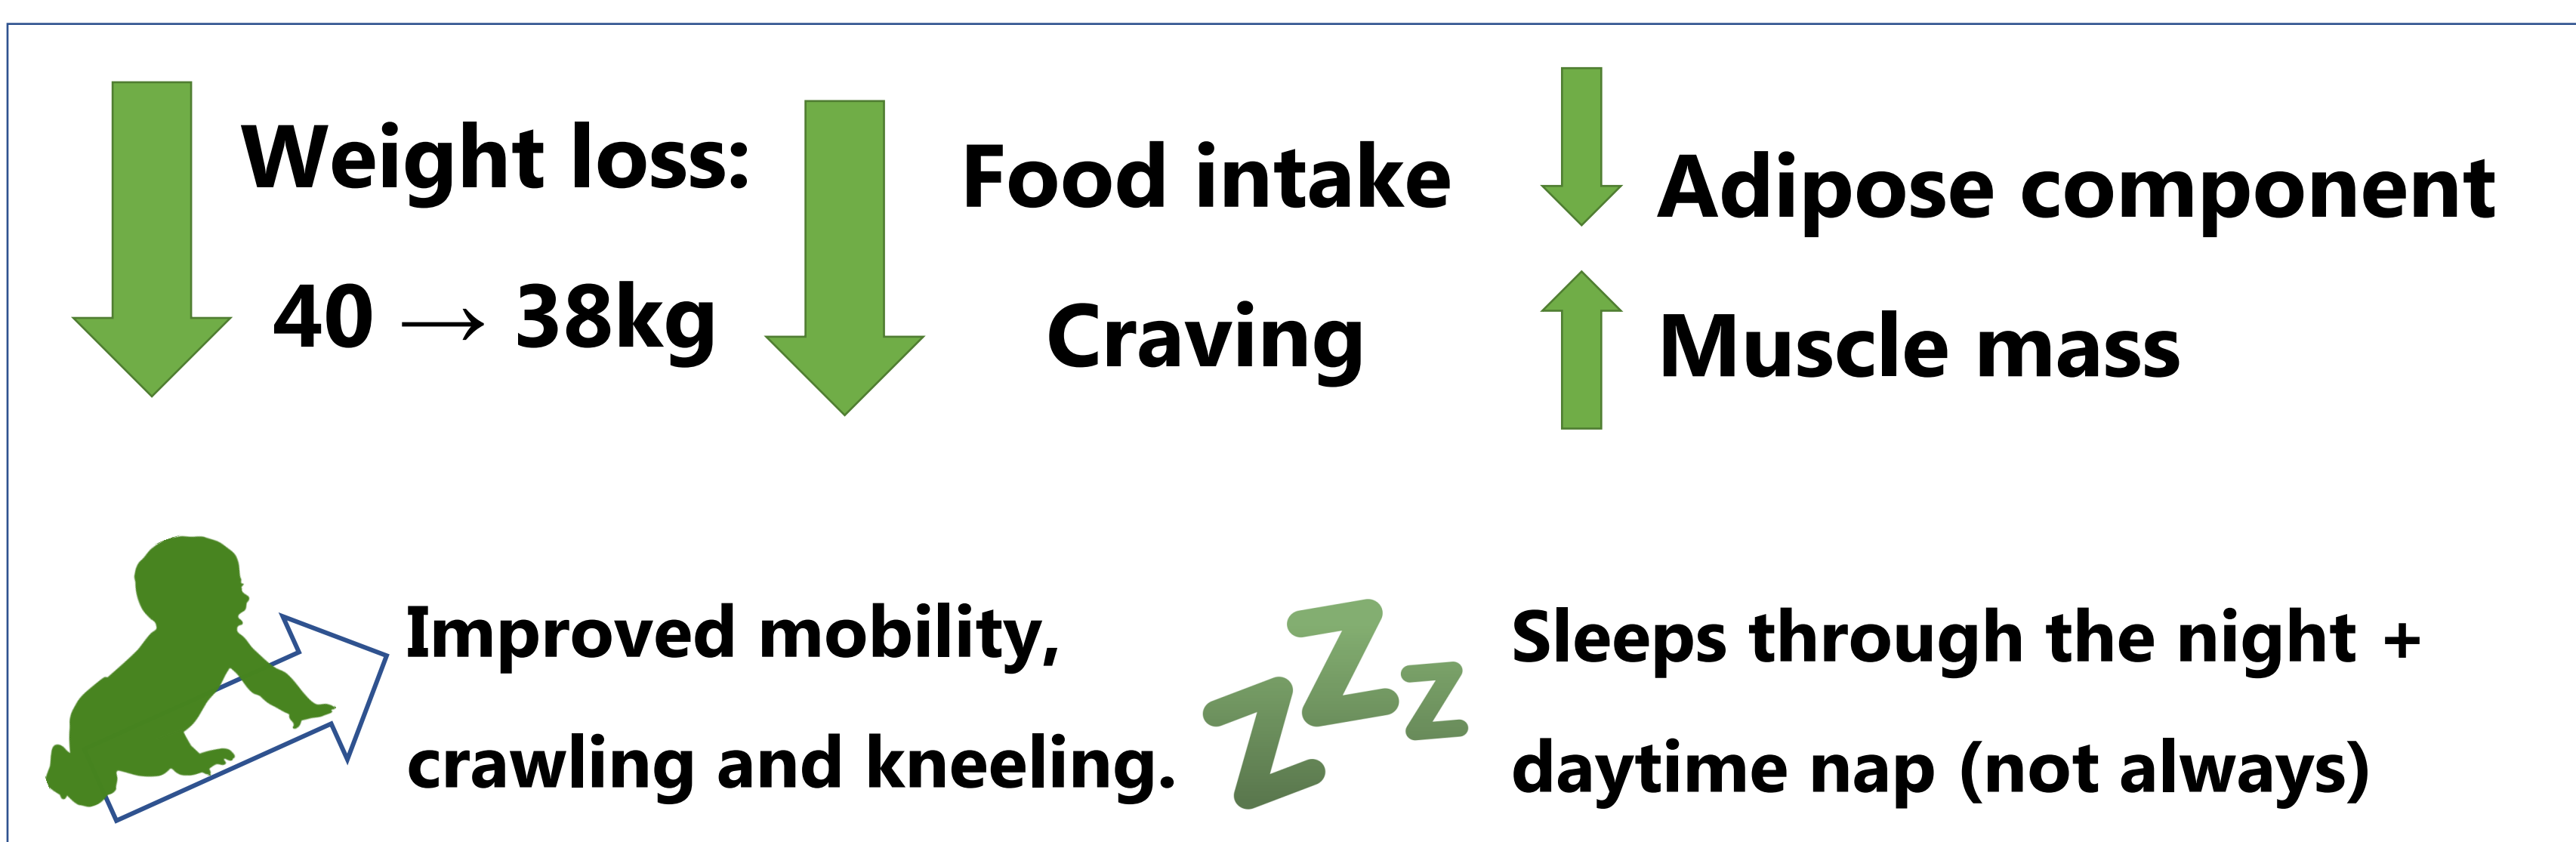 Weight loss:
40 → 38kg
Food intake
Craving
Adipose component
Muscle mass
Improved mobility,
crawling and kneeling.
zZz
Sleeps through the night +
daytime nap (not always)